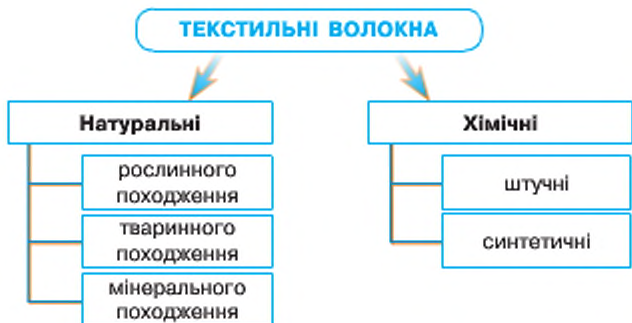 ТЕКСТИЛЬНІ ВОЛОКНА
Натуральні
рослинного
походження
тваринного
походження
мінерального
походження
Хімічні
штучні
синтетичні